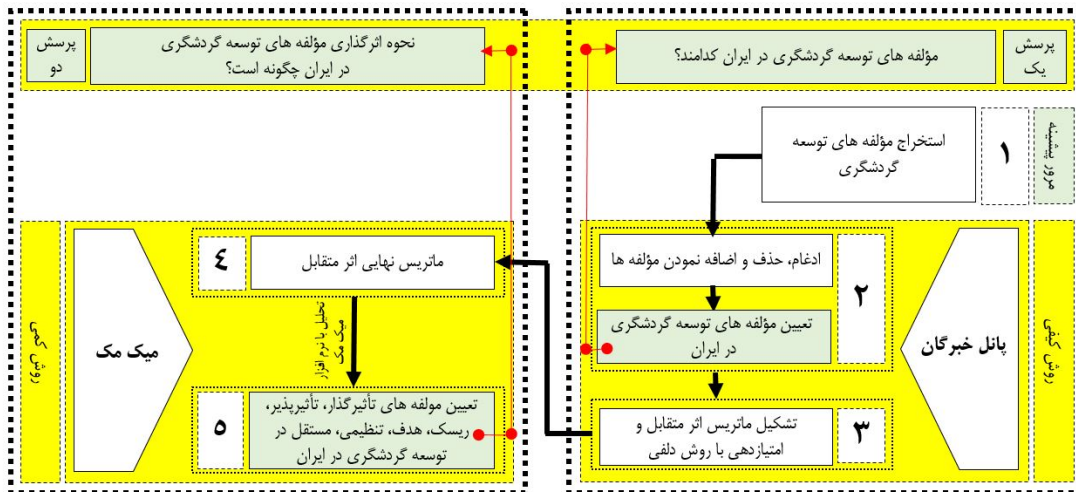 پرسش
یک
مؤلفه های توسعه گردشگری در ایران کدامند؟
نحوه اثرگذاری مؤلفه های توسعه گردشگری
در ایران چگونه است؟
پرسش
دو
مرور پیشینه
۱
استخراج مؤلفه های توسعه
گردشگری
روش کیفی
پانل خبرگان
۲
ادغام، حذف و اضافه نمودن مؤلفه ها
تعیین مؤلفه های توسعه گردشگری
در ایران
۳
تشکیل ماتریس اثر متقابل و
امتیازدهی با روش دلفی
٤
ماتریس نهایی اثر متقابل
تحلیل با نرم افزار
میک مک
۵
تعیین مولفه های تأثیرگذار، تأثیرپذیر،
ریسک، هدف، تنظیمی، مستقل در
توسعه گردشگری در ایران
میک مک
روش کمی